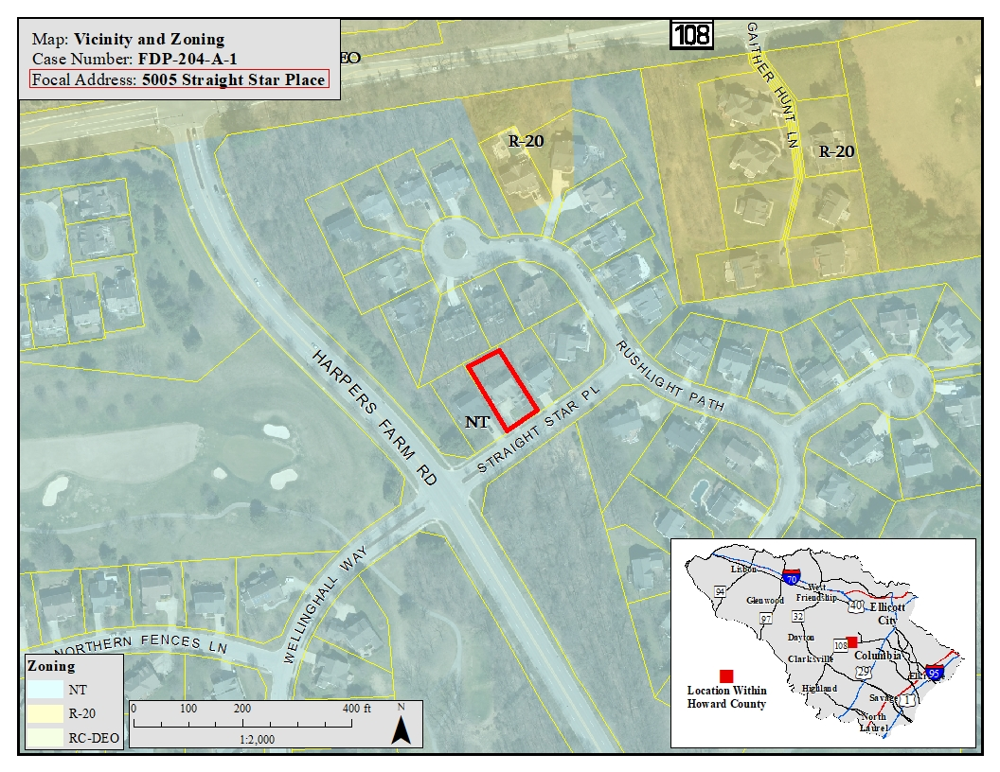 Map: Vicinity and Zoning
Case Number: FDP-204-A-1
Focal Address: 5005 Straight Star Place
EO
108
GAITHER HUNT LN
R-20
R-20
RUSHLIGHT PATH
HARPERS FARM RD
NT
STRAIGHT STAR PL
WELLINGHALL WAY
NORTHERN FENCES LN
Zoning
NT
R-20
RC-DEO
0 100 200 400 ft
1:2,000
N
Lisbon
70
94
West
Friendship
Glenwood
40
Ellicott
City
97
32
Dayton
108
Columbia
Clarksville
29
95
Highland
Savage
1
North
Laurel
Location Within
Howard County